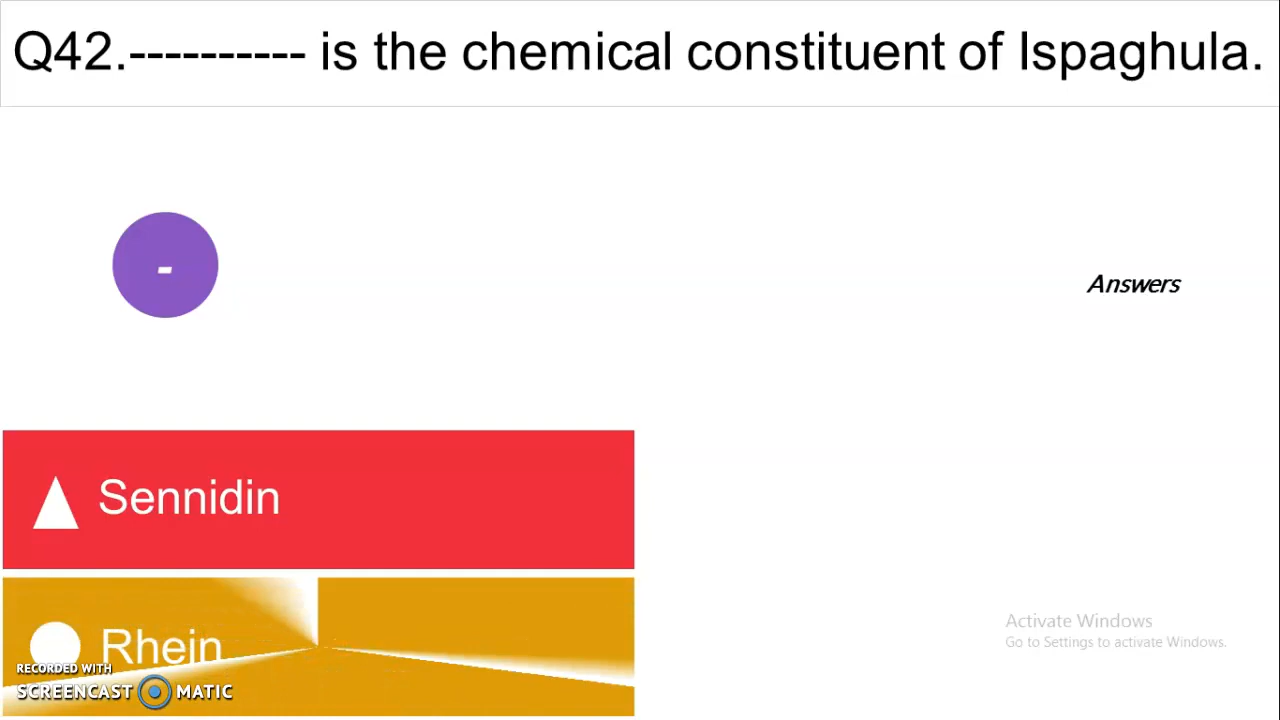 Q42.---------- is the chemical constituent of Ispaghula.
-
Answers
Sennidin
Rhein
RECORDED WITH
SCREENCAST MATIC
Activate Windows
Go to Settings to activate Windows.